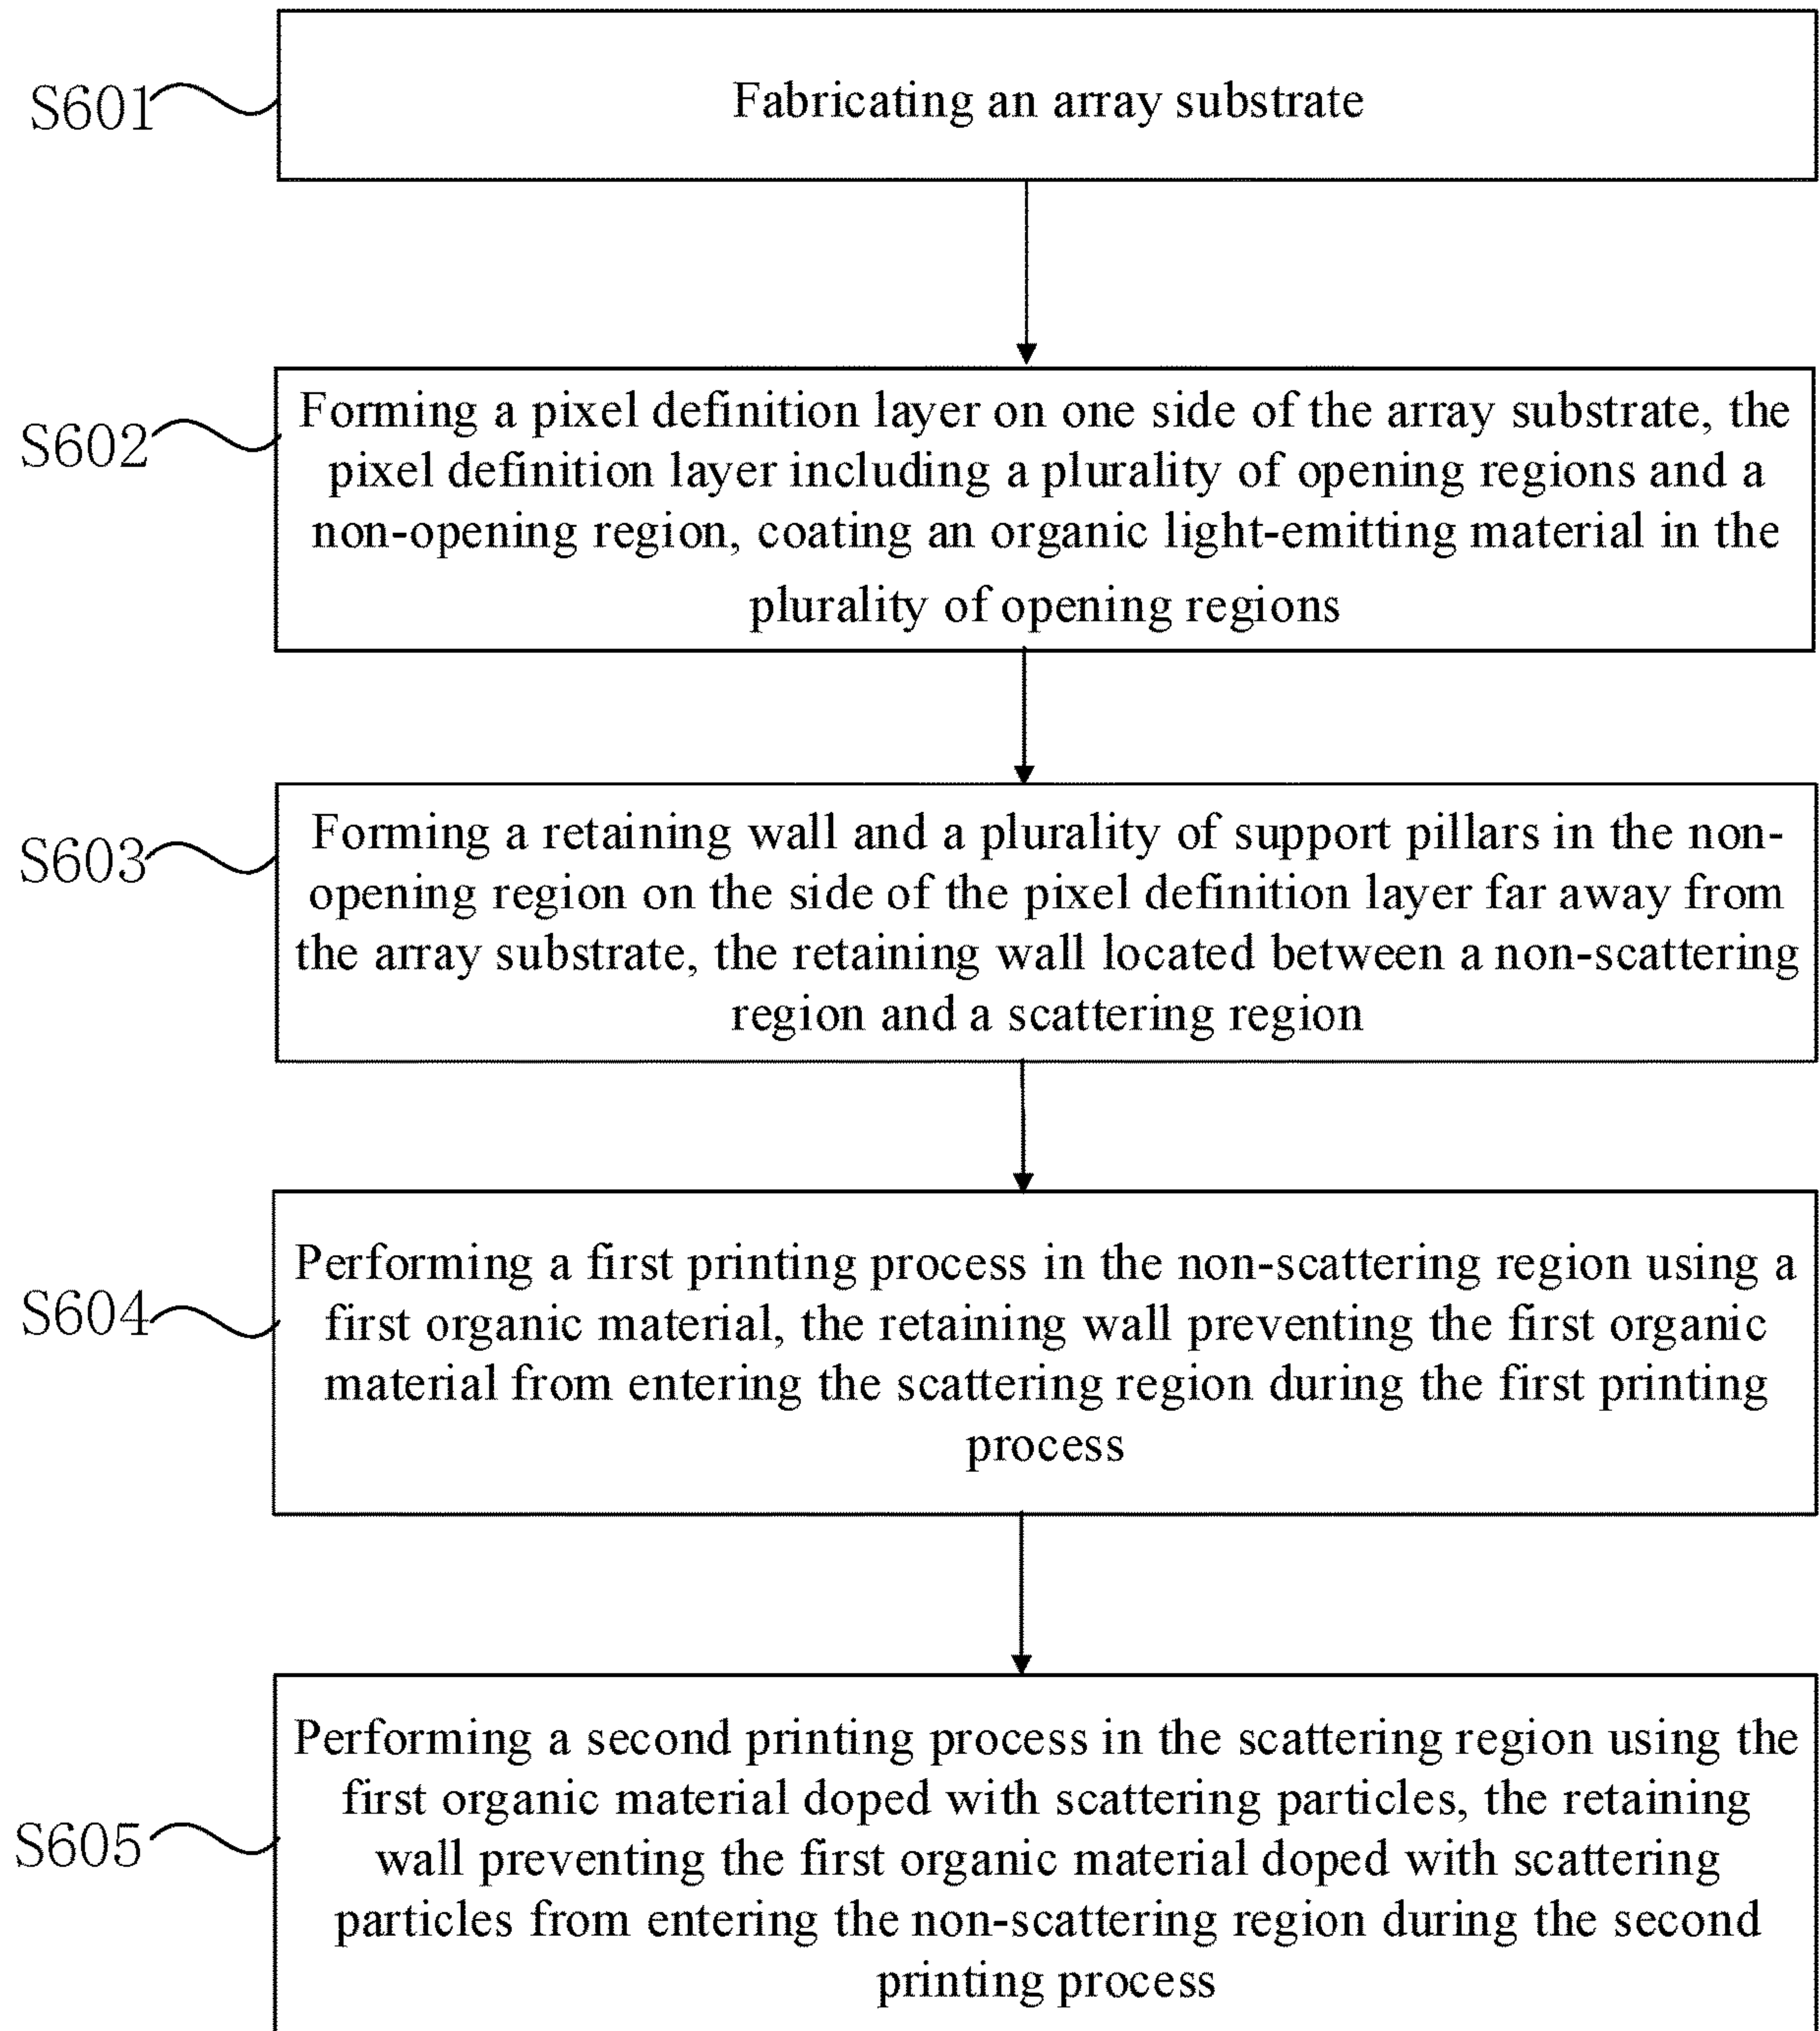 S601
Fabricating an array substrate
S602
Forming a pixel definition layer on one side of the array substrate, the
pixel definition layer including a plurality of opening regions and a
non-opening region, coating an organic light-emitting material in the
plurality of opening regions
S603
Forming a retaining wall and a plurality of support pillars in the non-
opening region on the side of the pixel definition layer far away from
the array substrate, the retaining wall located between a non-scattering
region and a scattering region
S604
Performing a first printing process in the non-scattering region using a
first organic material, the retaining wall preventing the first organic
material from entering the scattering region during the first printing
process
S605
Performing a second printing process in the scattering region using the
first organic material doped with scattering particles, the retaining
wall preventing the first organic material doped with scattering
particles from entering the non-scattering region during the second
printing process